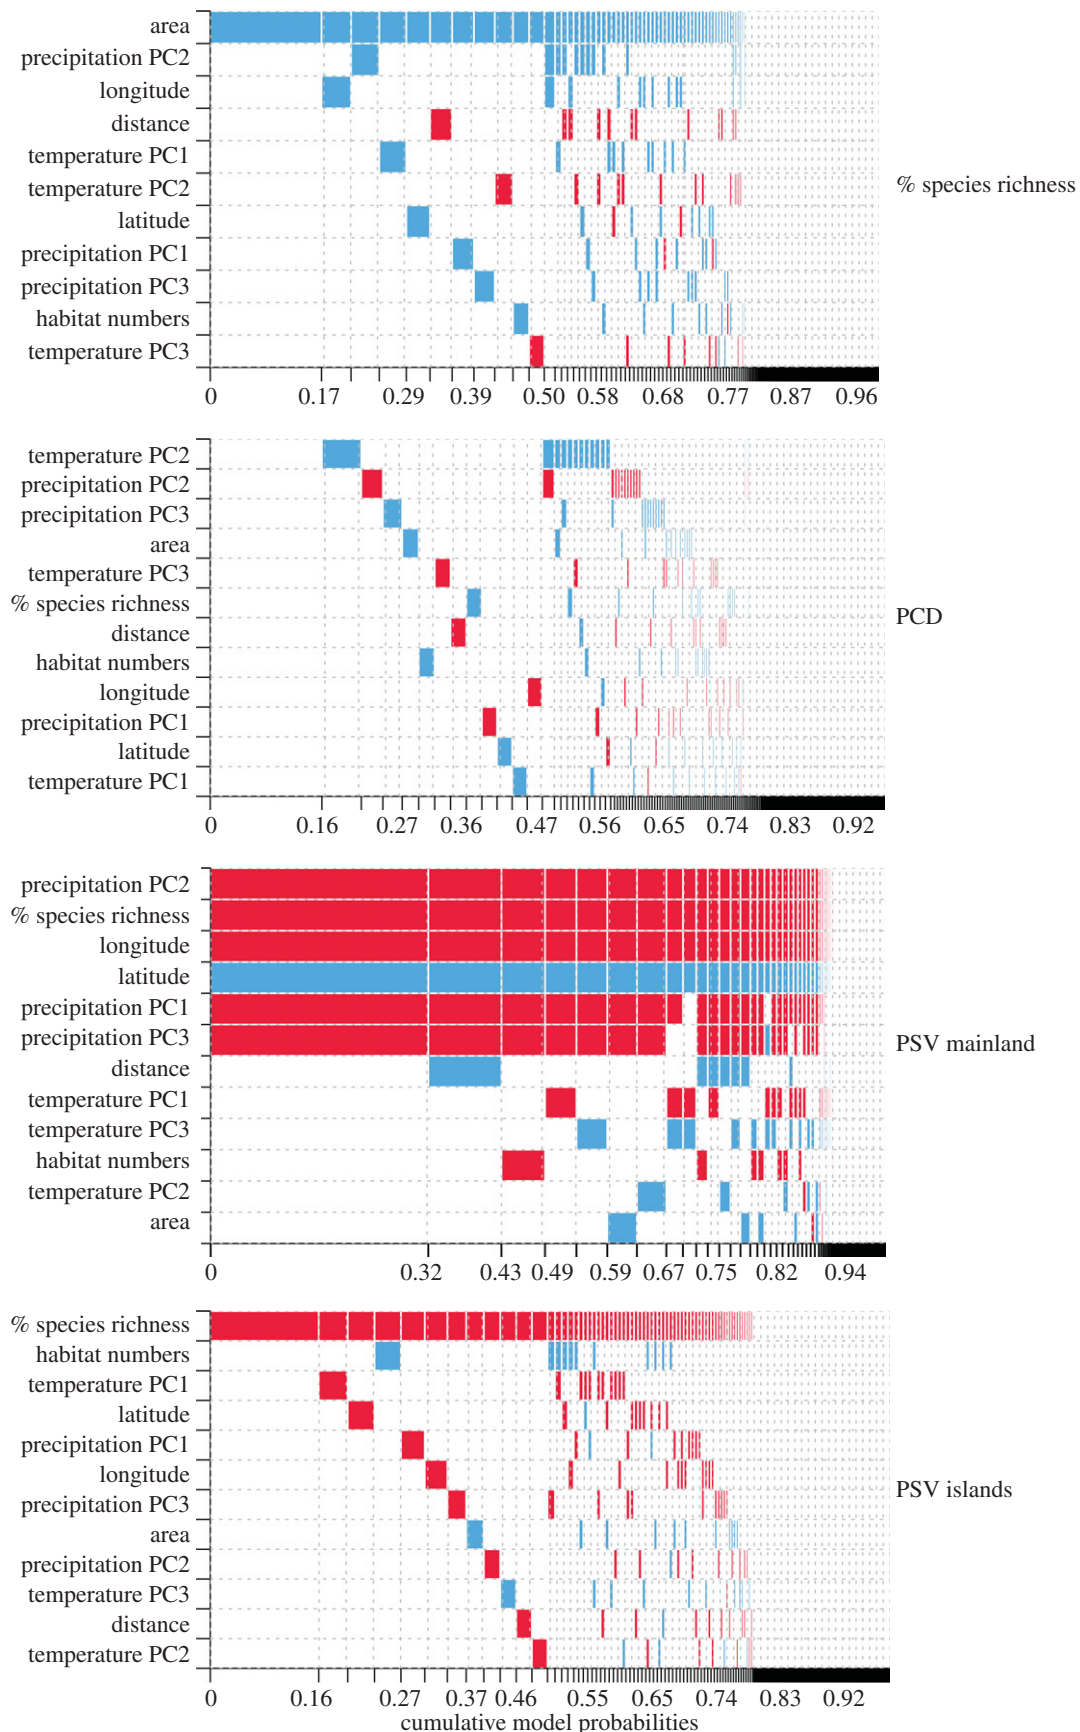 area
precipitation PC2
longitude
distance
temperature PC1
temperature PC2
latitude
precipitation PC1
precipitation PC3
habitat numbers
temperature PC3
% species richness
0 0.17 0.29 0.39 0.50 0.58 0.68 0.77 0.87 0.96
temperature PC2
precipitation PC2
precipitation PC3
area
temperature PC3
% species richness
distance
habitat numbers
longitude
precipitation PC1
latitude
temperature PC1
PCD
0 0.16 0.27 0.36 0.47 0.56 0.65 0.74 0.83 0.92
precipitation PC2
% species richness
longitude
latitude
precipitation PC1
precipitation PC3
distance
temperature PC1
temperature PC3
habitat numbers
temperature PC2
area
PSV mainland
0 0.32 0.43 0.49 0.59 0.67 0.75 0.82 0.94
% species richness
habitat numbers
temperature PC1
latitude
precipitation PC1
longitude
precipitation PC3
area
precipitation PC2
temperature PC3
distance
temperature PC2
PSV islands
0 0.16 0.27 0.37 0.46 0.55 0.65 0.74 0.83 0.92
cumulative model probabilities